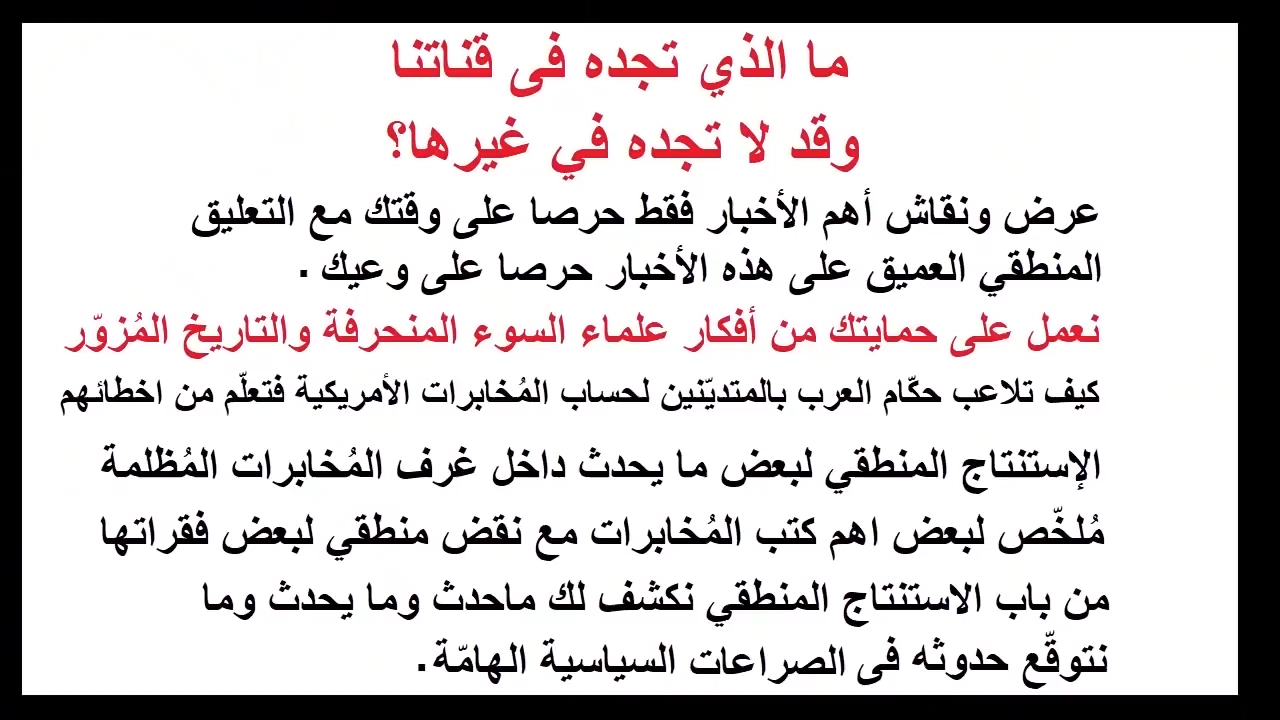 ما الذي تجده فى قناتنا
وقد لا تجده في غيرها؟
عرض ونقاش أهم الأخبار فقط حرصا على وقتك مع التعليق
المنطقي العميق على هذه الأخبار حرصا على وعيك .
نعمل على حمايتك من أفكار علماء السوء المنحرفة والتاريخ المُزوّر
كيف تلاعب حكّام العرب بالمتديّنين لحساب المُخابرات الأمريكية فتعلّم من اخطائهم
الإستنتاج المنطقي لبعض ما يحدث داخل غرف المُخابرات المُظلمة
مُلخّص لبعض اهم كتب المُخابرات مع نقض منطقي لبعض فقراتها
من باب الاستنتاج المنطقي نكشف لك ماحدث وما يحدث وما
نتوقّع حدوثه فى الصراعات السياسية الهامّة.